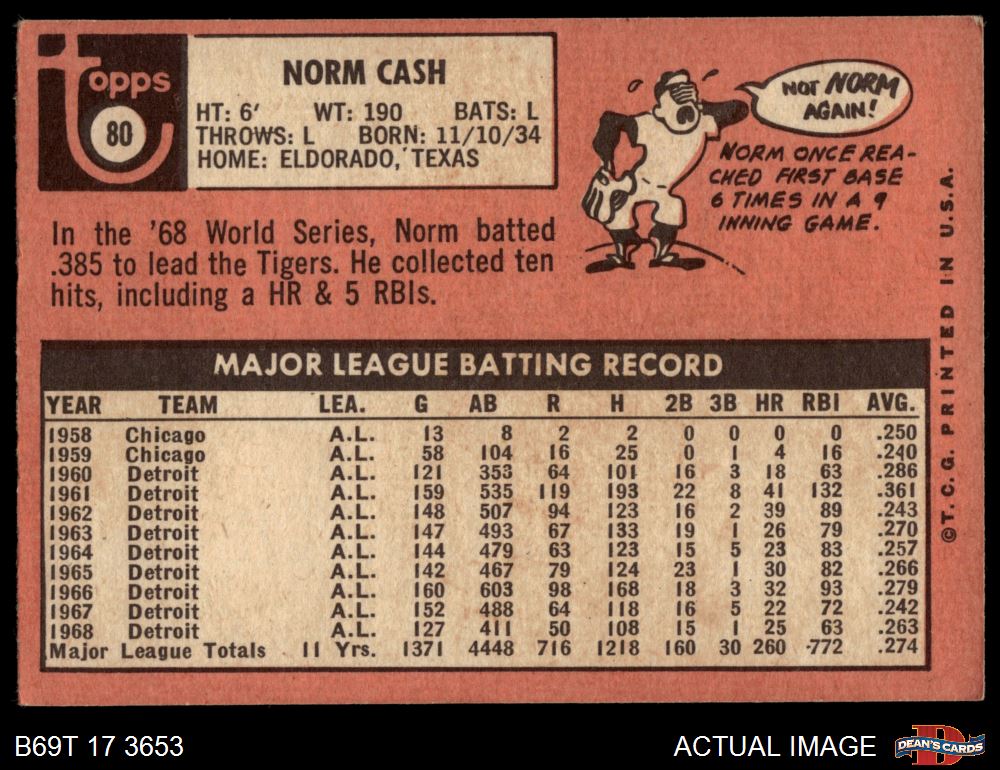 topps
80
NORM CASH
HT: 6' WT: 190 BATS: L
THROWS: L BORN: 11/10/34
HOME: ELDORADO, TEXAS
NOT NORM
AGAIN!
NORM ONCE REA-
CHED FIRST BASE
6 TIMES IN A 9
INNING GAME.
In the '68 World Series, Norm batted
.385 to lead the Tigers. He collected ten
hits, including a HR & 5 RBIs.
MAJOR LEAGUE BATTING RECORD
YEAR TEAM LEA. G AB R H 2B 3B HR RBI AVG.
1958 Chicago A.L. 13 8 2 2 0 0 0 0 .250
1959 Chicago A.L. 58 104 16 25 0 1 4 16 .240
1960 Detroit A.L. 121 353 64 101 16 3 18 63 .286
1961 Detroit A.L. 159 535 119 193 22 8 41 132 .361
1962 Detroit A.L. 148 507 94 123 16 2 39 89 .243
1963 Detroit A.L. 147 493 67 133 19 1 26 79 .270
1964 Detroit A.L. 144 479 63 123 15 5 23 83 .257
1965 Detroit A.L. 142 467 79 124 23 1 30 82 .266
1966 Detroit A.L. 160 603 98 168 18 3 32 93 .279
1967 Detroit A.L. 152 488 64 118 16 5 22 72 .242
1968 Detroit A.L. 127 411 50 108 15 1 25 63 .263
Major League Totals 11 Yrs. 1371 4448 716 1218 160 30 260 772 .274
©T.C.G. PRINTED IN U.S.A.
B69T 17 3653
ACTUAL IMAGE
D
DEAN'S CARDS